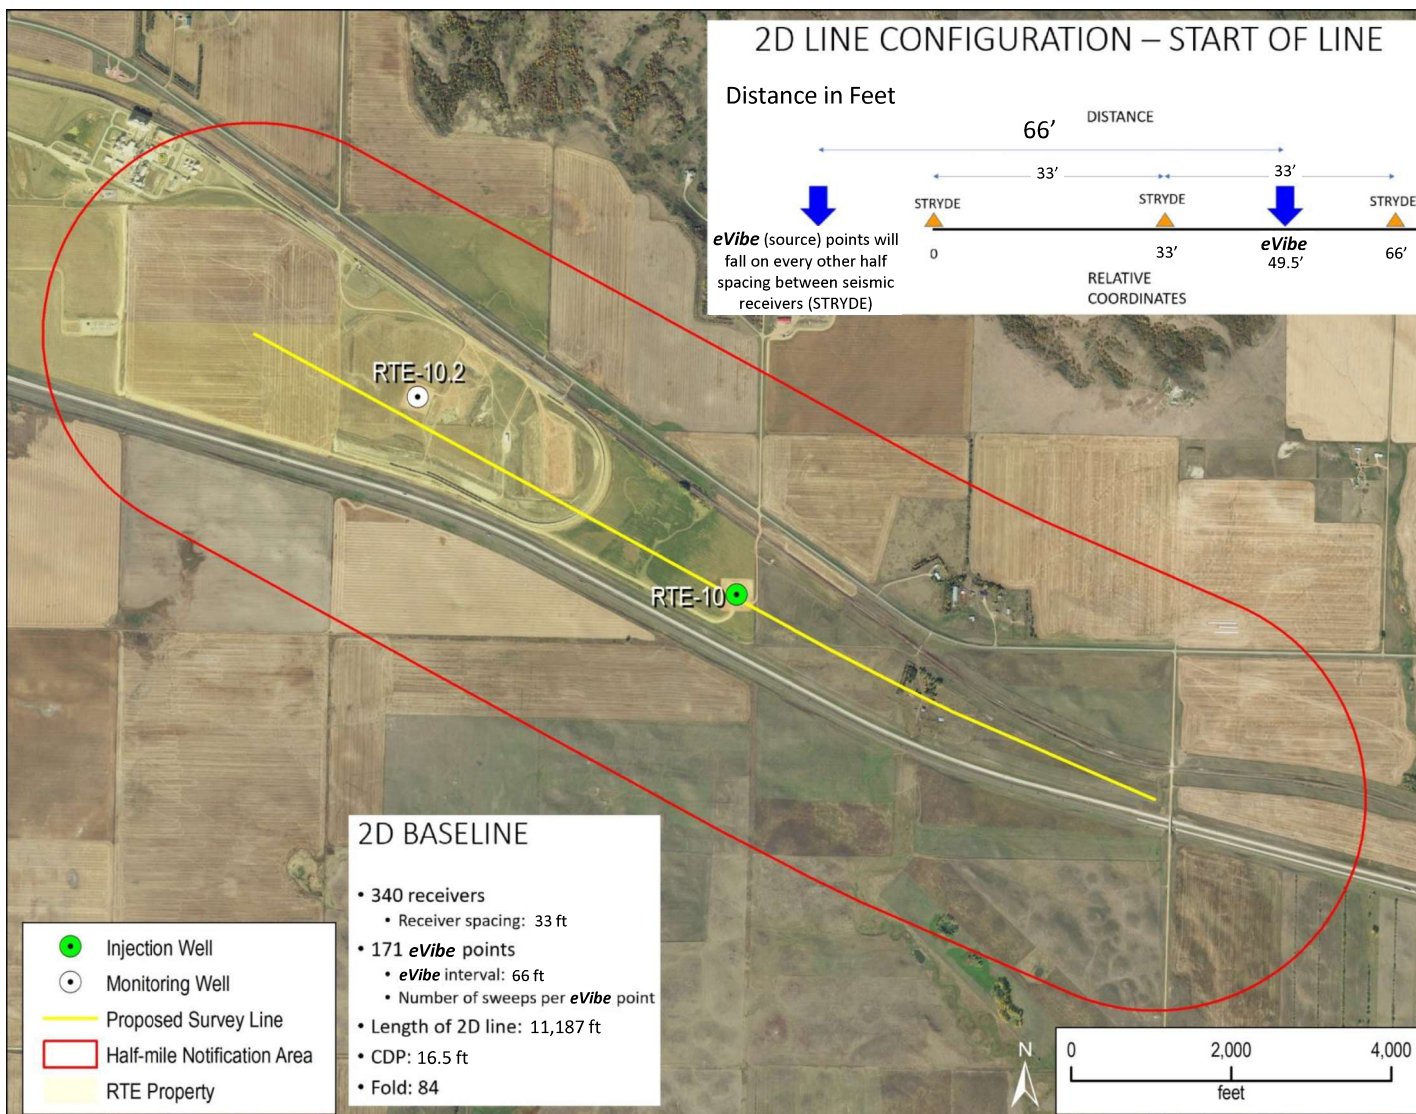 2D LINE CONFIGURATION – START OF LINE
Distance in Feet
DISTANCE
66’
33’
33’
STRYDE
STRYDE
STRYDE
eVibe (source) points will
fall on every other half
spacing between seismic
receivers (STRYDE)
0
33’
eVibe
49.5’
66’
RELATIVE
COORDINATES
RTE-10.2
RTE-10
2D BASELINE
• 340 receivers
• Receiver spacing: 33 ft
• 171 eVibe points
• eVibe interval: 66 ft
• Number of sweeps per eVibe point
• Length of 2D line: 11,187 ft
• CDP: 16.5 ft
• Fold: 84
Injection Well
Monitoring Well
Proposed Survey Line
Half-mile Notification Area
RTE Property
N
0
2,000
4,000
feet